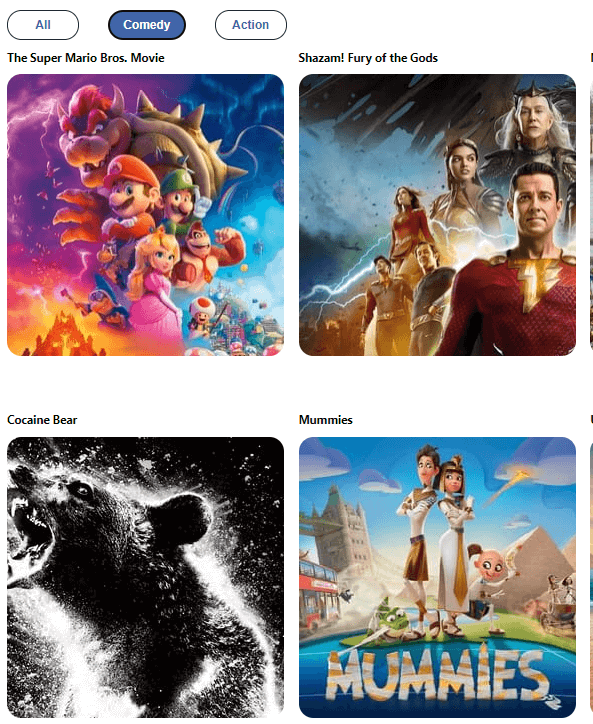 All
Comedy
Action
The Super Mario Bros. Movie
Shazam! Fury of the Gods
Cocaine Bear
Mummies
MUMMIES